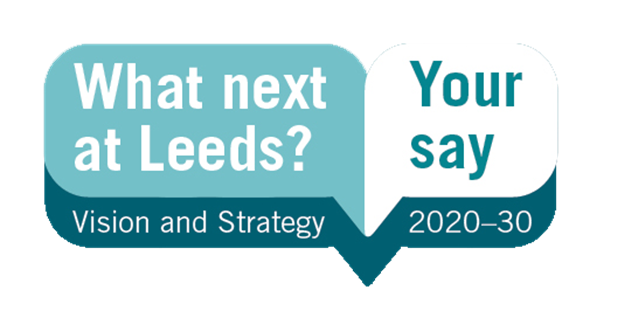 What next
at Leeds?
Your
say
Vision and Strategy
2020–30